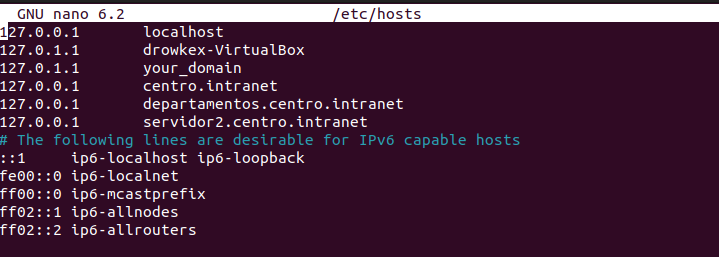 GNU nano 6.2 /etc/hosts
127.0.0.1 localhost
127.0.1.1 drowkex-VirtualBox
127.0.1.1 your_domain
127.0.0.1 centro.intranet
127.0.0.1 departamentos.centro.intranet
127.0.0.1 servidor2.centro.intranet
# The following lines are desirable for IPv6 capable hosts
::1 ip6-localhost ip6-loopback
fe00::0 ip6-localnet
ff00::0 ip6-mcastprefix
ff02::1 ip6-allnodes
ff02::2 ip6-allrouters